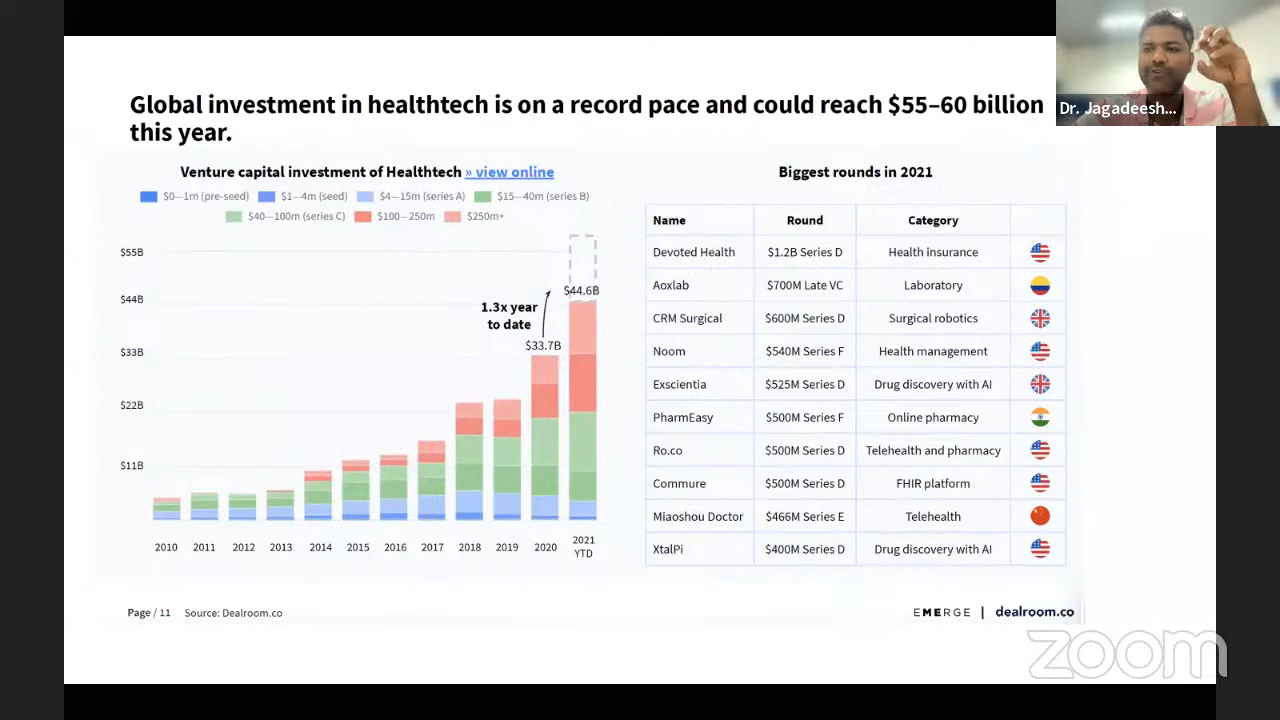 Global investment in healthtech is on a record pace and could reach $55–60 billion
this year.
Dr. Jagadeesh...
Venture capital investment of Healthtech » view online
$0—1m (pre-seed) $1—4m (seed) $4—15m (series A) $15—40m (series B)
$40—100m (series C) $100—250m $250m+
$55B
$44B
$33B
$22B
$11B
1.3x year
to date
$33.7B
$44.6B
2010 2011 2012 2013 2014 2015 2016 2017 2018 2019 2020 2021
YTD
Biggest rounds in 2021
Name Round Category
Devoted Health $1.2B Series D Health insurance
Aoxlab $700M Late VC Laboratory
CRM Surgical $600M Series D Surgical robotics
Noom $540M Series F Health management
Exscientia $525M Series D Drug discovery with AI
PharmEasy $500M Series F Online pharmacy
Ro.co $500M Series D Telehealth and pharmacy
Commure $500M Series D FHIR platform
Miaoshou Doctor $466M Series E Telehealth
XtalPi $400M Series D Drug discovery with AI
Page / 11 Source: Dealroom.co
EMERGE | dealroom.co
zoom